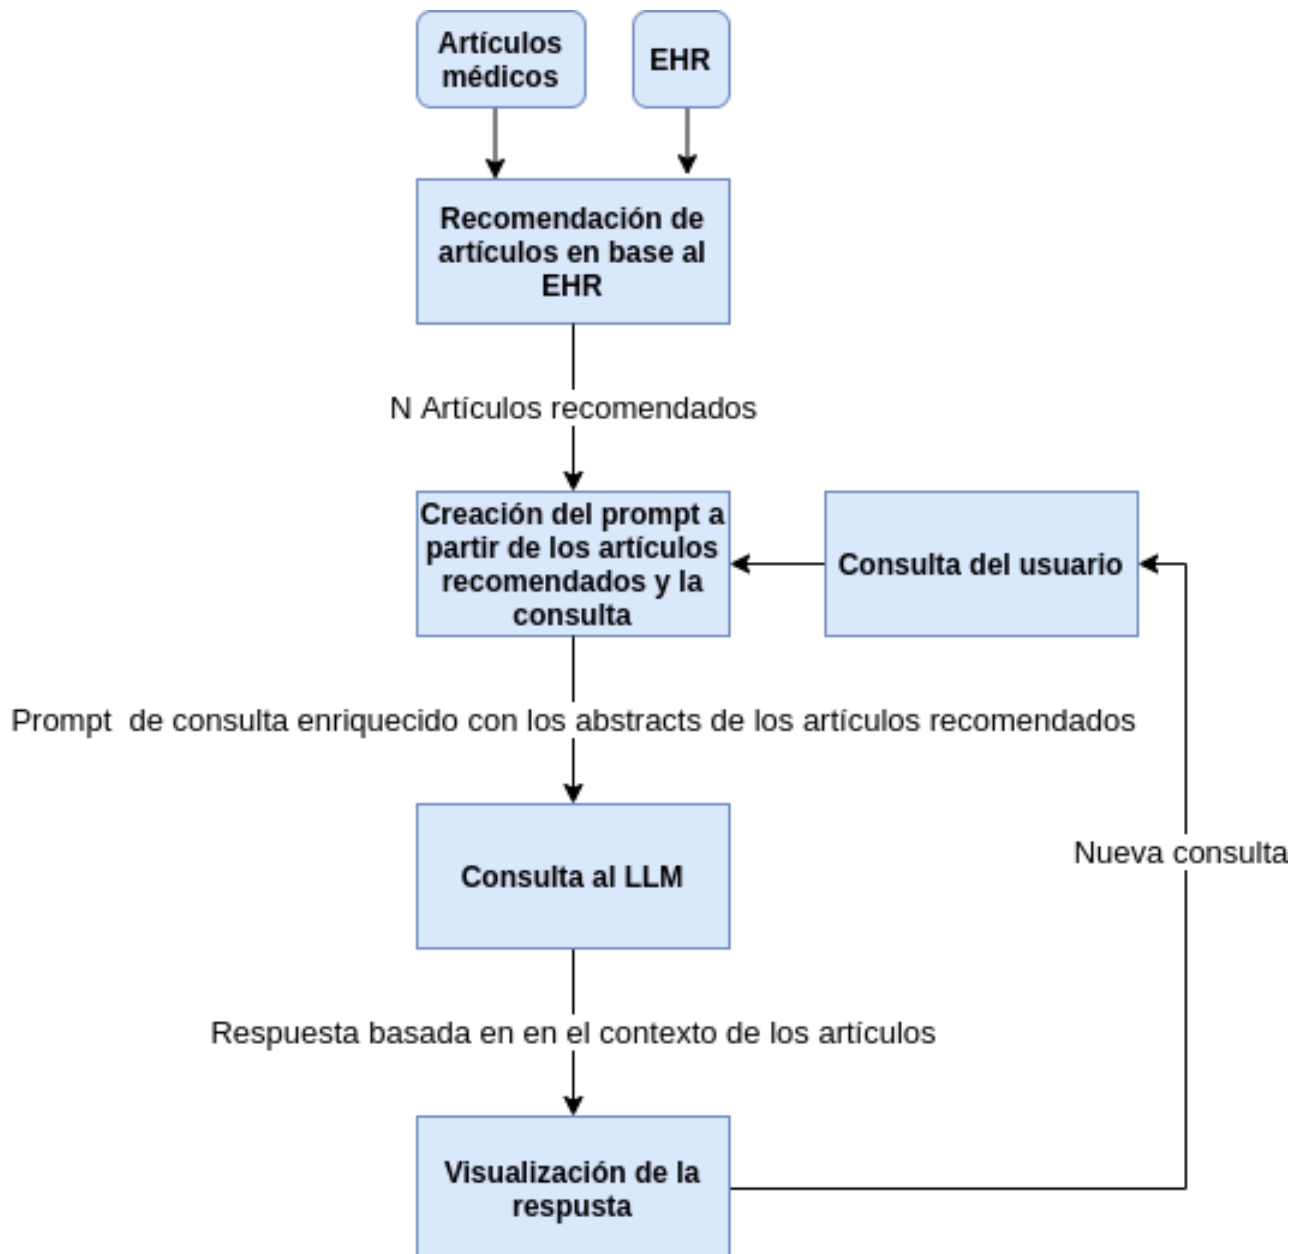 Artículos
médicos
EHR
Recomendación de
artículos en base al
EHR
N Artículos recomendados
Creación del prompt a
partir de los artículos
recomendados y la
consulta
Consulta del usuario
Prompt  de consulta enriquecido con los abstracts de los artículos recomendados
Consulta al LLM
Nueva consulta
Respuesta basada en en el contexto de los artículos
Visualización de la
respusta